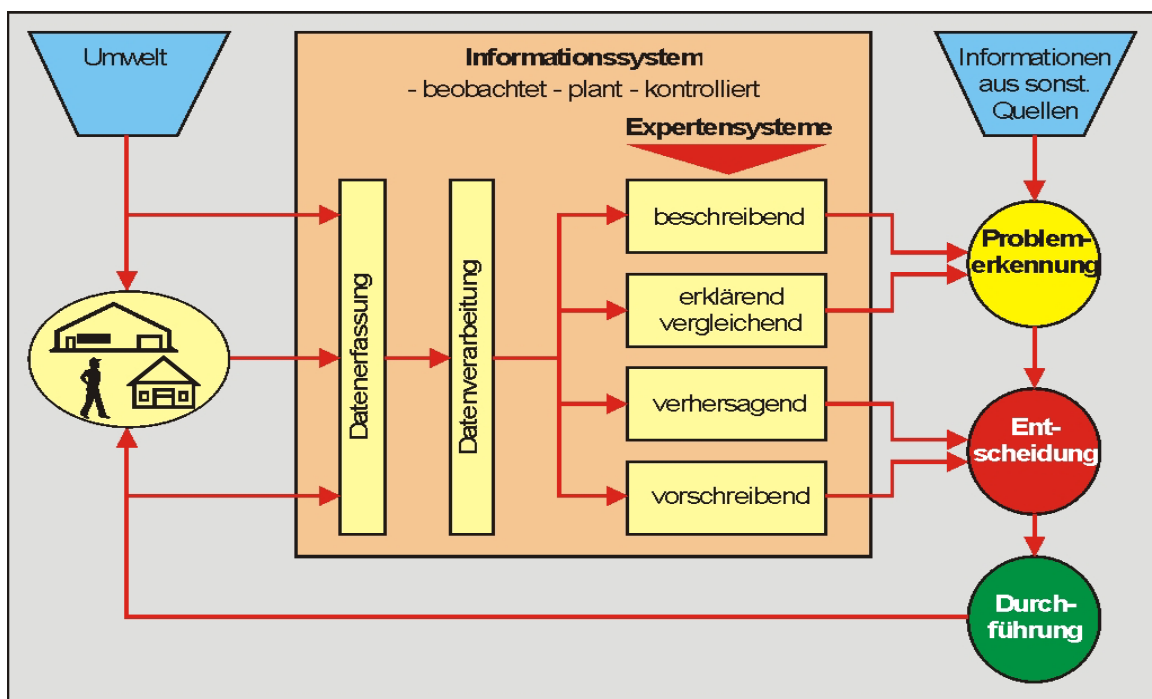 Umwelt
Informationssystem
- beobachtet - plant - kontrolliert
Expertensysteme
Informationen
aus sonst.
Quellen
Datenerfassung
Datenverarbeitung
beschreibend
erklärend
vergleichend
verhersagend
vorschreibend
Problem-
erkennung
Ent-
scheidung
Durch-
führung